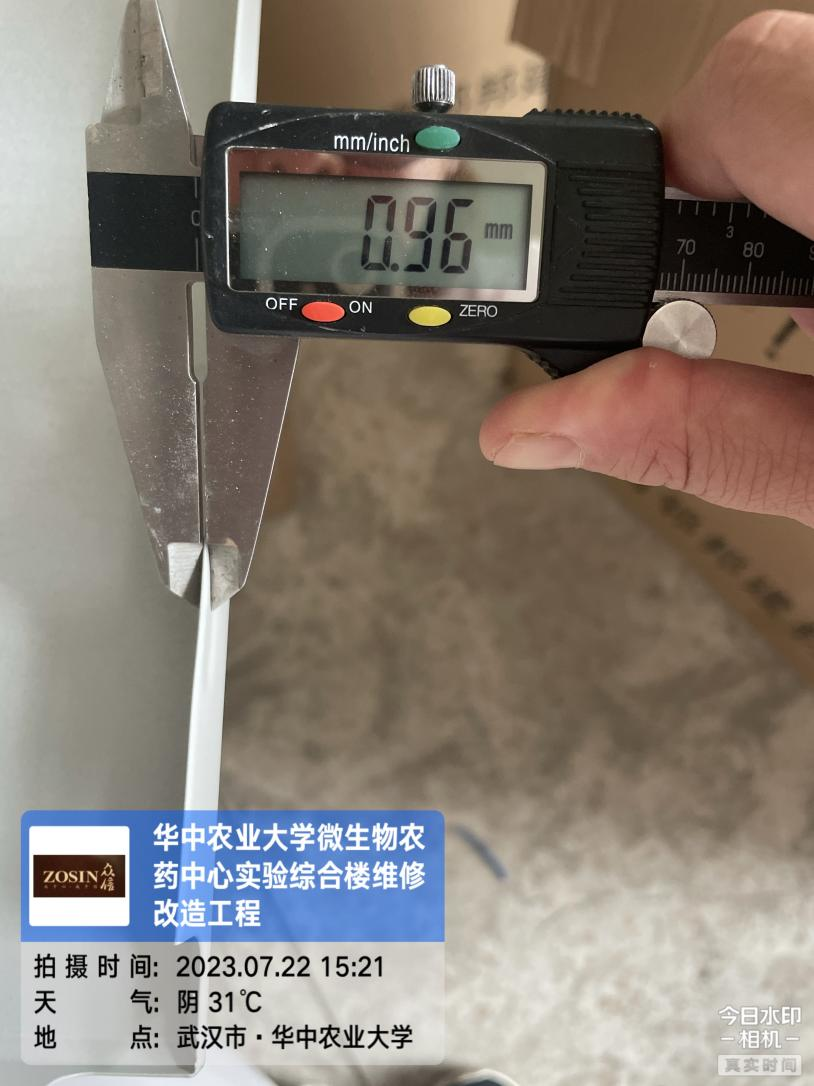 mm/inch
0.96 mm
OFF ON ZERO
0
3
70 80
ZOSIN 众信
华中农业大学微生物农
药中心实验综合楼维修
改造工程
拍摄时间: 2023.07.22 15:21
天气: 阴 31℃
地点: 武汉市·华中农业大学
今日水印
-相机-
真实时间